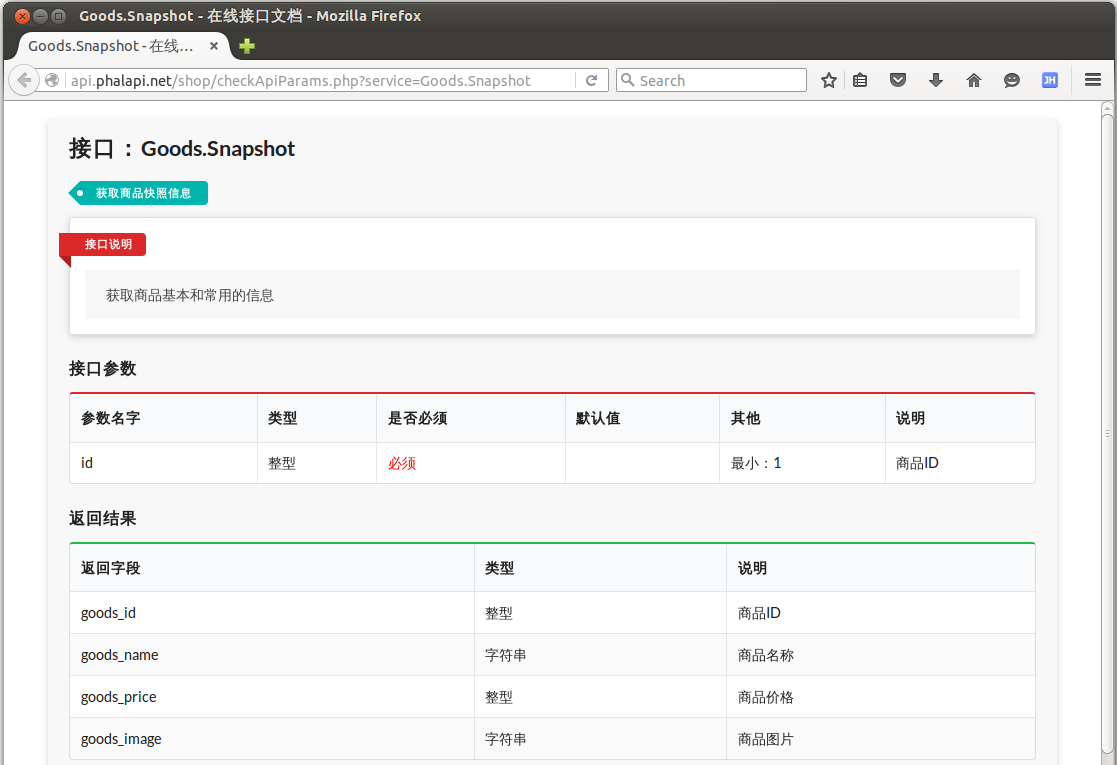 Goods.Snapshot - 在线接口文档 - Mozilla Firefox
Goods.Snapshot - 在线…
api.phalapi.net/shop/checkApiParams.php?service=Goods.Snapshot
Search
JH
接口：Goods.Snapshot
获取商品快照信息
接口说明
获取商品基本和常用的信息
接口参数
参数名字 类型 是否必须 默认值 其他 说明
id 整型 必须 最小：1 商品ID
返回结果
返回字段 类型 说明
goods_id 整型 商品ID
goods_name 字符串 商品名称
goods_price 整型 商品价格
goods_image 字符串 商品图片